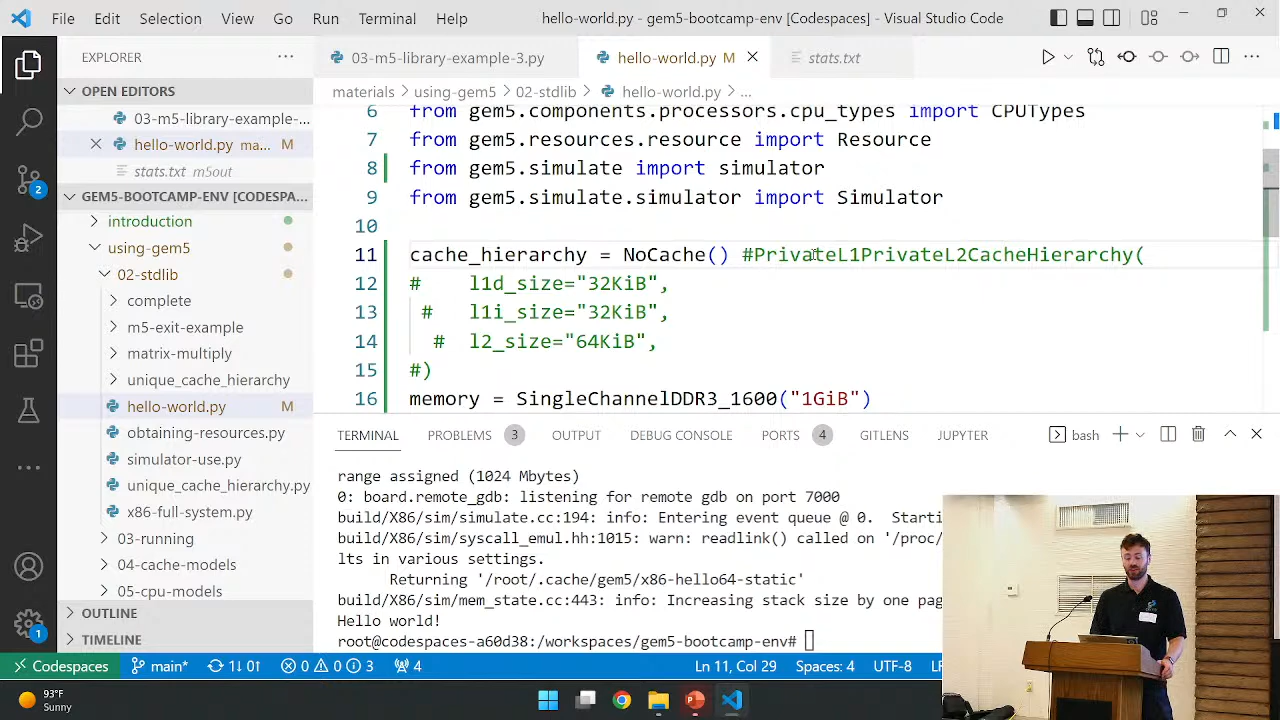 File Edit Selection View Go Run Terminal Help
hello-world.py - gem5-bootcamp-env [Codespaces] - Visual Studio Code
EXPLORER
OPEN EDITORS
03-m5-library-example-...
hello-world.py ma... M
stats.txt m5out
GEM5-BOOTCAMP-ENV [CODESPA...
introduction
using-gem5
02-stdlib
complete
m5-exit-example
matrix-multiply
unique_cache_hierarchy
hello-world.py M
obtaining-resources.py
simulator-use.py
unique_cache_hierarchy.py
x86-full-system.py
03-running
04-cache-models
05-cpu-models
OUTLINE
TIMELINE
2
1
03-m5-library-example-3.py
hello-world.py M
stats.txt
materials > using-gem5 > 02-stdlib > hello-world.py > ...
6 from gem5.components.processors.cpu_types import CPUTypes
7 from gem5.resources.resource import Resource
8 from gem5.simulate import simulator
9 from gem5.simulate.simulator import Simulator
10
11 cache_hierarchy = NoCache() #PrivateL1PrivateL2CacheHierarchy(
12 #    l1d_size="32KiB",
13  #   l1i_size="32KiB",
14   #  l2_size="64KiB",
15 #)
16 memory = SingleChannelDDR3_1600("1GiB")
TERMINAL PROBLEMS 3 OUTPUT DEBUG CONSOLE PORTS 4 GITLENS JUPYTER
bash
range assigned (1024 Mbytes)
0: board.remote_gdb: listening for remote gdb on port 7000
build/X86/sim/simulate.cc:194: info: Entering event queue @ 0.  Starti
build/X86/sim/syscall_emul.hh:1015: warn: readlink() called on '/proc/
lts in various settings.
Returning '/root/.cache/gem5/x86-hello64-static'
build/X86/sim/mem_state.cc:443: info: Increasing stack size by one pag
Hello world!
root@codespaces-a60d38:/workspaces/gem5-bootcamp-env#
Codespaces main* 1↓ 0↑ 0 0 3 4
Ln 11, Col 29 Spaces: 4 UTF-8 LF
93°F
Sunny